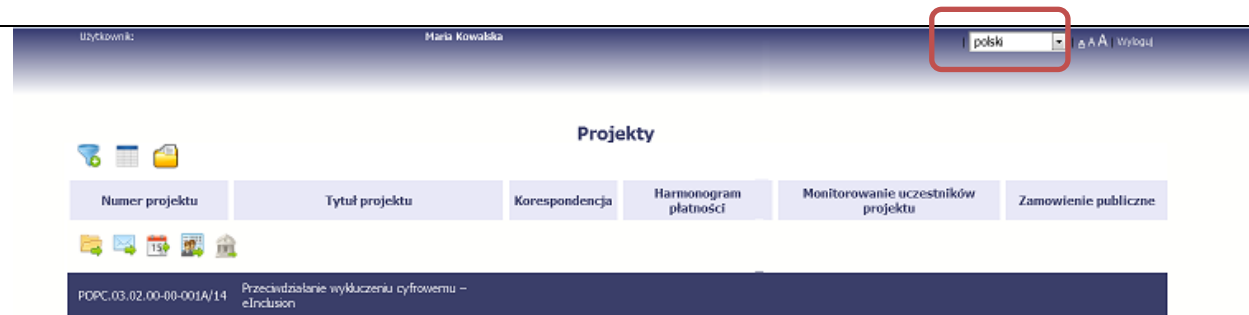 Użytkownik: Maria Kowalska | polski | A A A | Wyloguj
Projekty
Numer projektu Tytuł projektu Korespondencja Harmonogram płatności Monitorowanie uczestników projektu Zamowienie publiczne
15
POPC.03.02.00-00-001A/14 Przeciwdziałanie wykluczeniu cyfrowemu –
eInclusion